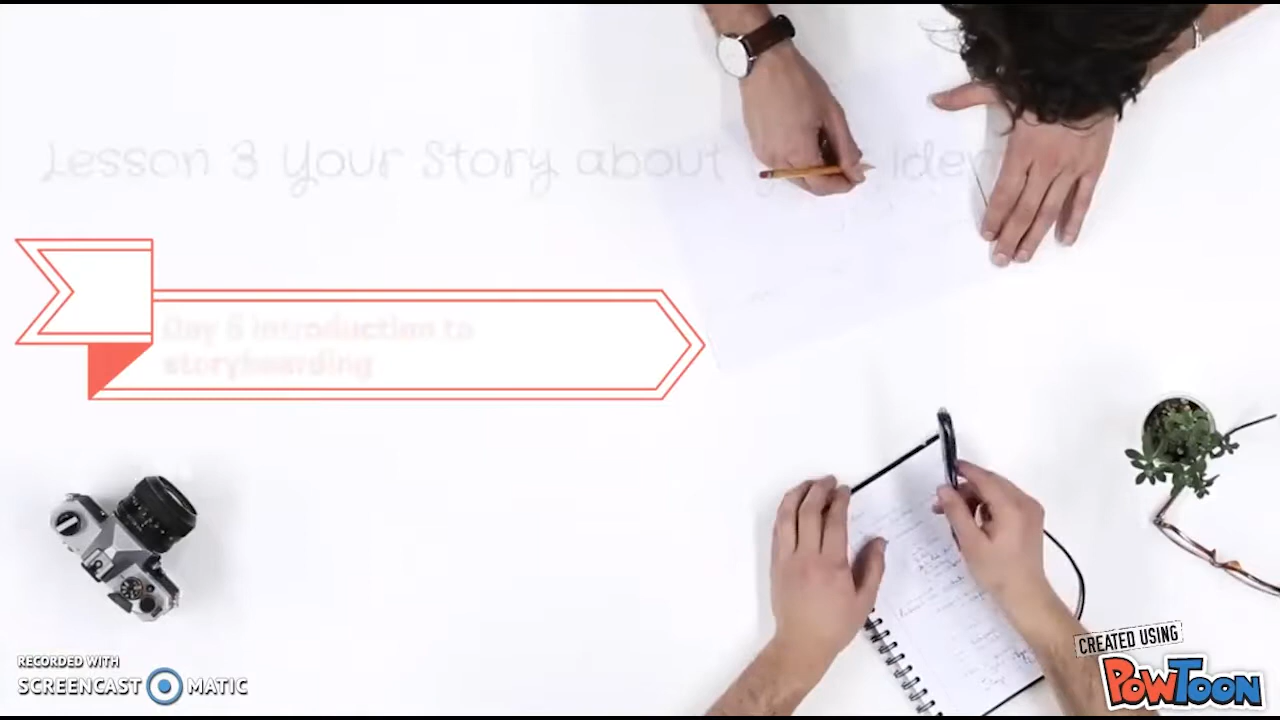 Lesson 3 Your Story about
Day 6 introduction to
storyboarding
RECORDED WITH
SCREENCAST MATIC
CREATED USING
POWTOON